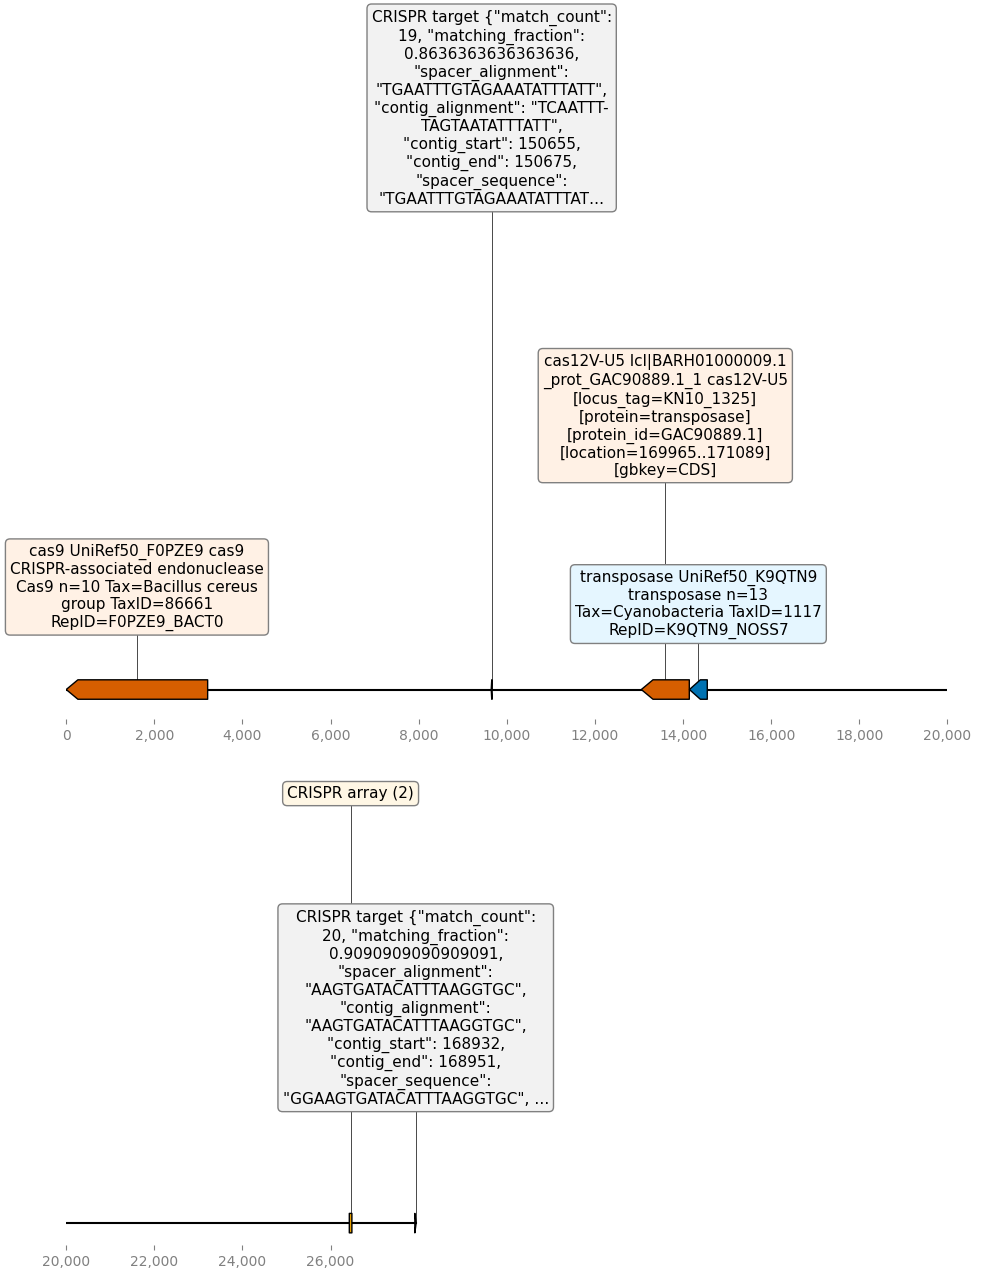 CRISPR target {"match_count":
19, "matching_fraction":
0.8636363636363636,
"spacer_alignment":
"TGAATTTGTAGAAATATTTATT",
"contig_alignment": "TCAATTT-
TAGTAATATTTATT",
"contig_start": 150655,
"contig_end": 150675,
"spacer_sequence":
"TGAATTTGTAGAAATATTTAT...
cas12V-U5 lcl|BARH01000009.1
_prot_GAC90889.1_1 cas12V-U5
[locus_tag=KN10_1325]
[protein=transposase]
[protein_id=GAC90889.1]
[location=169965..171089]
[gbkey=CDS]
cas9 UniRef50_F0PZE9 cas9
CRISPR-associated endonuclease
Cas9 n=10 Tax=Bacillus cereus
group TaxID=86661
RepID=F0PZE9_BACT0
transposase UniRef50_K9QTN9
transposase n=13
Tax=Cyanobacteria TaxID=1117
RepID=K9QTN9_NOSS7
0 2,000 4,000 6,000 8,000 10,000 12,000 14,000 16,000 18,000 20,000
CRISPR array (2)
CRISPR target {"match_count":
20, "matching_fraction":
0.9090909090909091,
"spacer_alignment":
"AAGTGATACATTTAAGGTGC",
"contig_alignment":
"AAGTGATACATTTAAGGTGC",
"contig_start": 168932,
"contig_end": 168951,
"spacer_sequence":
"GGAAGTGATACATTTAAGGTGC", ...
20,000 22,000 24,000 26,000